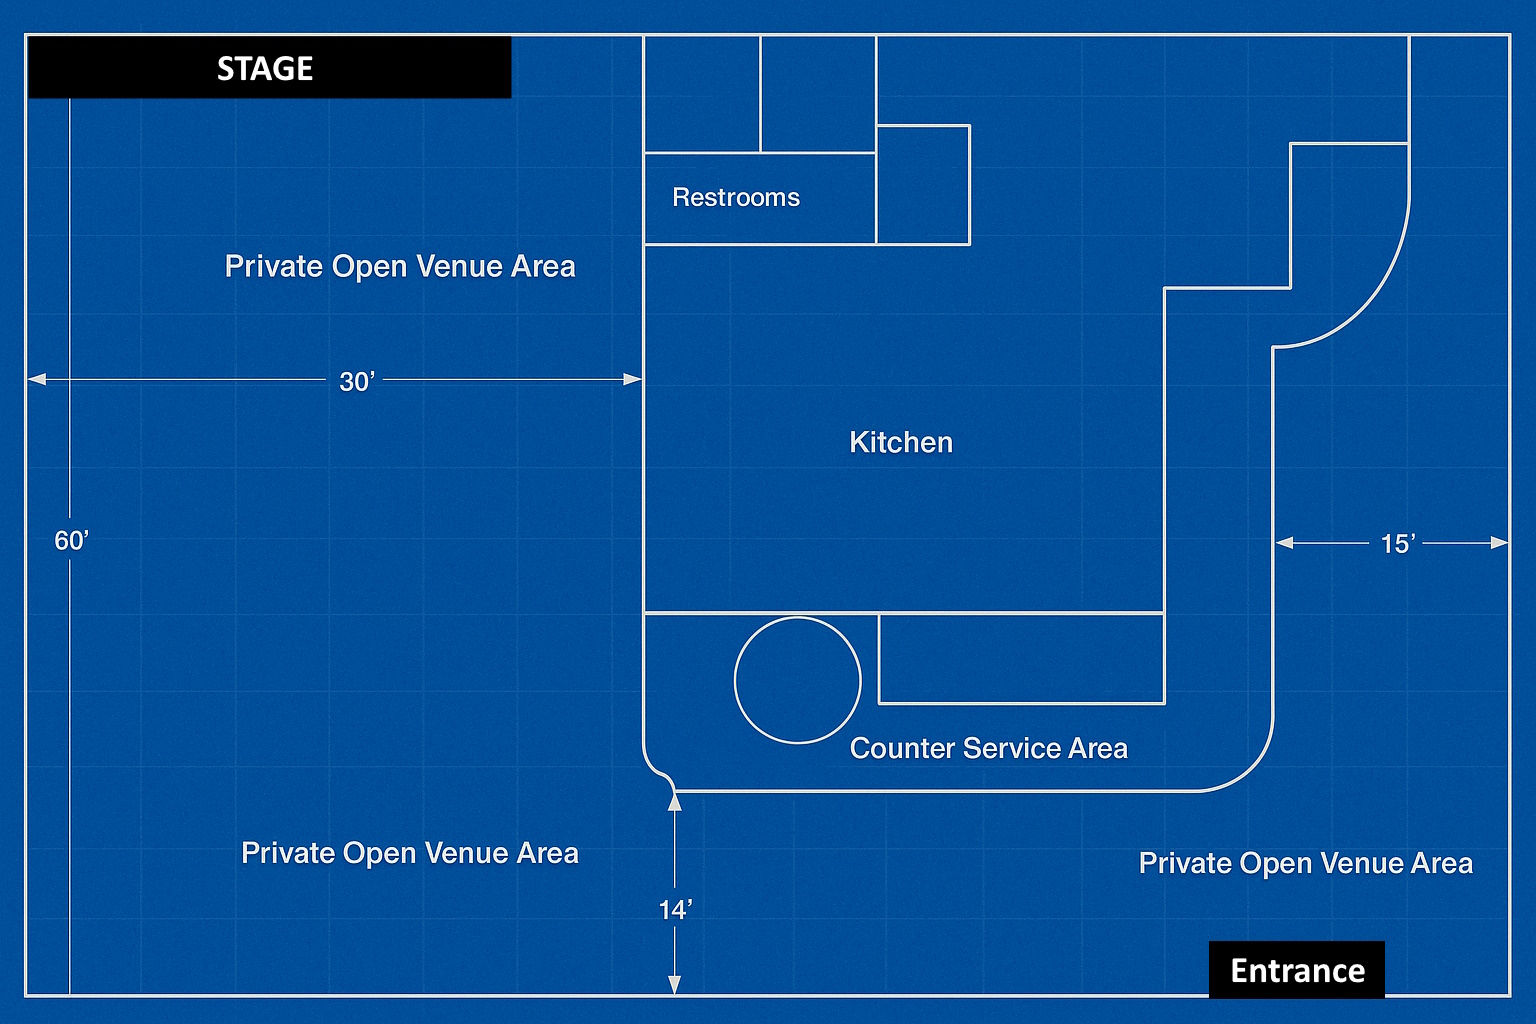 STAGE
Restrooms
Private Open Venue Area
30’
Kitchen
60’
15’
Counter Service Area
Private Open Venue Area
Private Open Venue Area
14’
Entrance